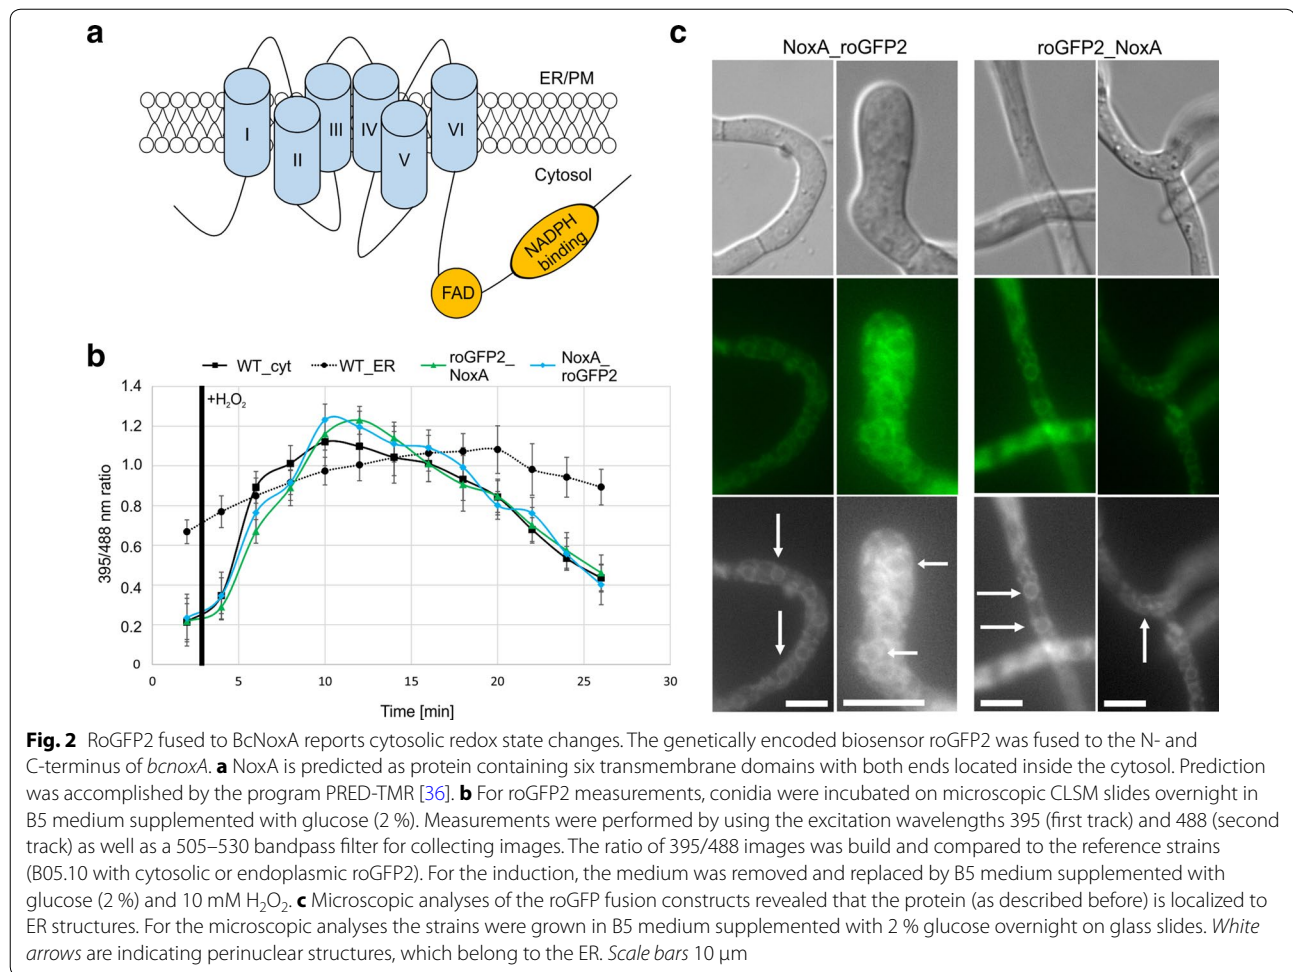 a
ER/PM
I
II
III
IV
V
VI
Cytosol
NADPH
binding
FAD
b
WT_cyt
WT_ER
roGFP2_
NoxA
NoxA_
roGFP2
+H₂O₂
395/488 nm ratio
1.4
1.2
1.0
0.8
0.6
0.4
0.2
0
0 5 10 15 20 25 30
Time [min]
c
NoxA_roGFP2
roGFP2_NoxA
Fig. 2 RoGFP2 fused to BcNoxA reports cytosolic redox state changes. The genetically encoded biosensor roGFP2 was fused to the N- and
C-terminus of bcnoxA. a NoxA is predicted as protein containing six transmembrane domains with both ends located inside the cytosol. Prediction
was accomplished by the program PRED-TMR [36]. b For roGFP2 measurements, conidia were incubated on microscopic CLSM slides overnight in
B5 medium supplemented with glucose (2 %). Measurements were performed by using the excitation wavelengths 395 (first track) and 488 (second
track) as well as a 505–530 bandpass filter for collecting images. The ratio of 395/488 images was build and compared to the reference strains
(B05.10 with cytosolic or endoplasmic roGFP2). For the induction, the medium was removed and replaced by B5 medium supplemented with
glucose (2 %) and 10 mM H₂O₂. c Microscopic analyses of the roGFP fusion constructs revealed that the protein (as described before) is localized to
ER structures. For the microscopic analyses the strains were grown in B5 medium supplemented with 2 % glucose overnight on glass slides. White
arrows are indicating perinuclear structures, which belong to the ER. Scale bars 10 μm